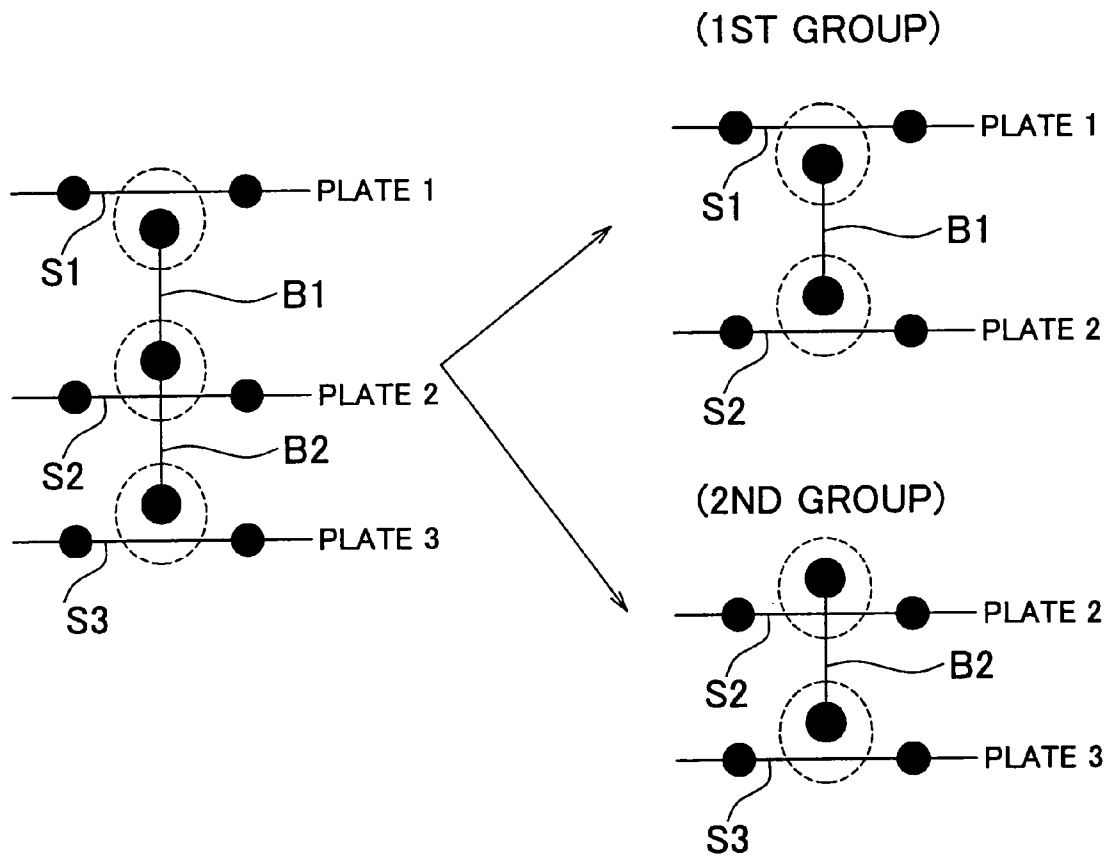 PLATE 1
S1
B1
PLATE 2
S2
B2
PLATE 3
S3
(1ST GROUP)
PLATE 1
S1
B1
PLATE 2
S2
(2ND GROUP)
PLATE 2
S2
B2
PLATE 3
S3